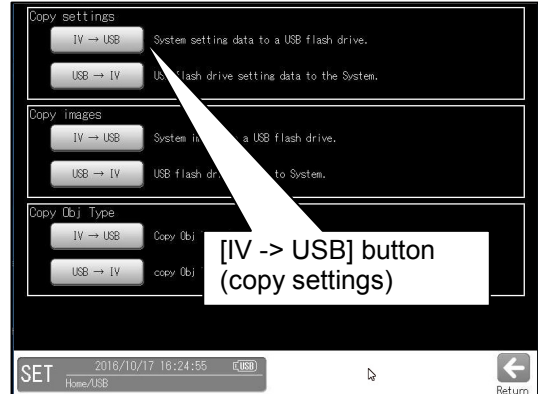 Copy settings
IV → USB System setting data to a USB flash drive.
USB → IV flash drive setting data to the System.
Copy images
IV → USB System a USB flash drive.
USB → IV USB flash to System.
Copy Obj Type
IV → USB Copy Obj
USB → IV copy Obj
[IV -> USB] button
(copy settings)
SET 2016/10/17 16:24:55 USB
Home/USB
Return